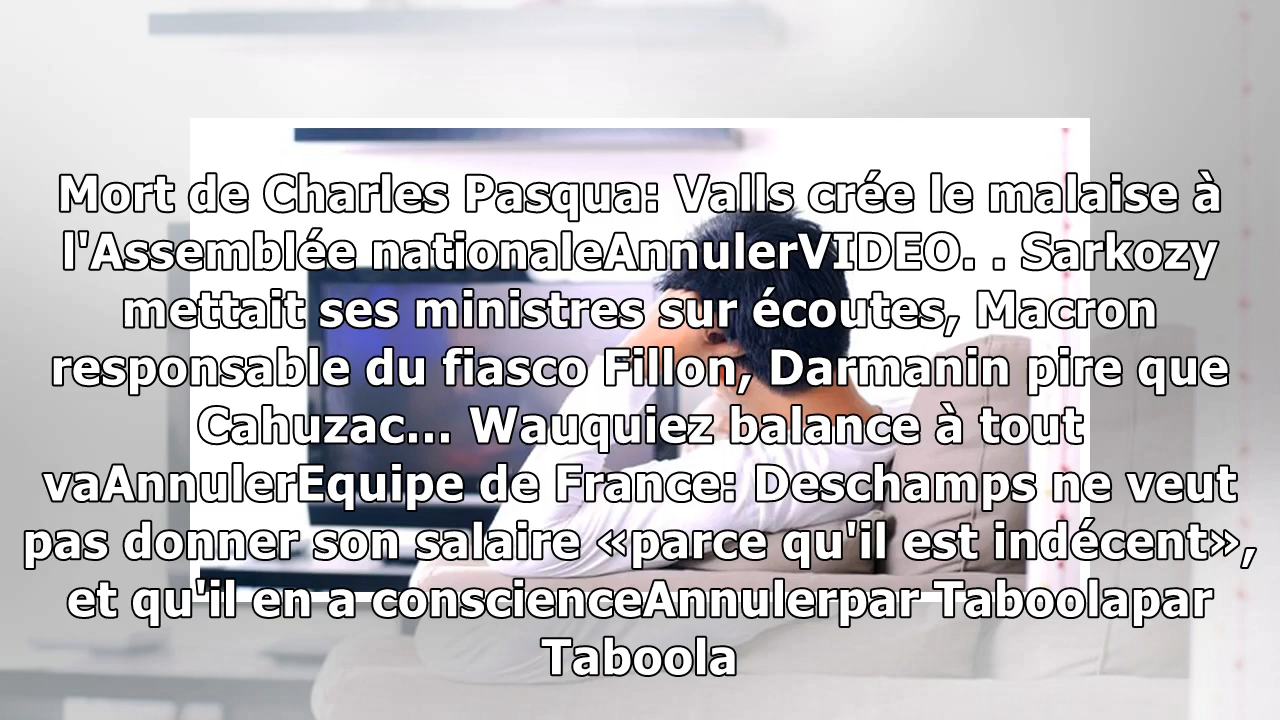 Mort de Charles Pasqua: Valls crée le malaise à
l'Assemblée nationaleAnnulerVIDEO. . Sarkozy
mettait ses ministres sur écoutes, Macron
responsable du fiasco Fillon, Darmanin pire que
Cahuzac... Wauquiez balance à tout
vaAnnulerEquipe de France: Deschamps ne veut
pas donner son salaire «parce qu'il est indécent»,
et qu'il en a conscienceAnnulerpar Taboolapar
Taboola